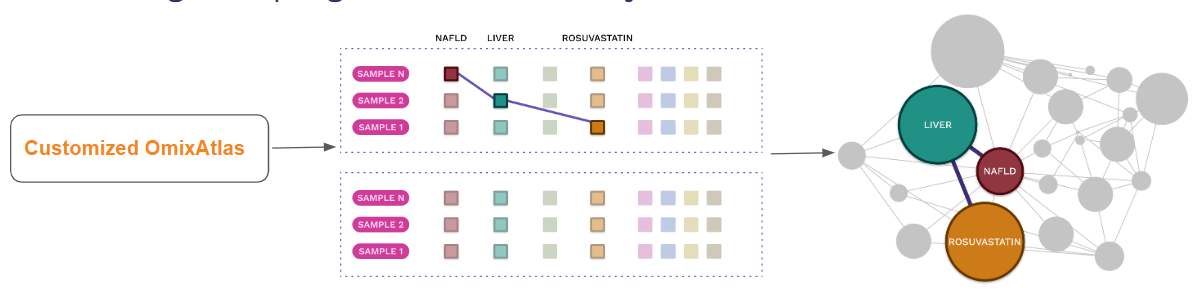 Customized OmixAtlas
NAFLD LIVER ROSUVASTATIN
SAMPLE N
SAMPLE 2
SAMPLE 1
SAMPLE N
SAMPLE 2
SAMPLE 1
LIVER
NAFLD
ROSUVASTATIN